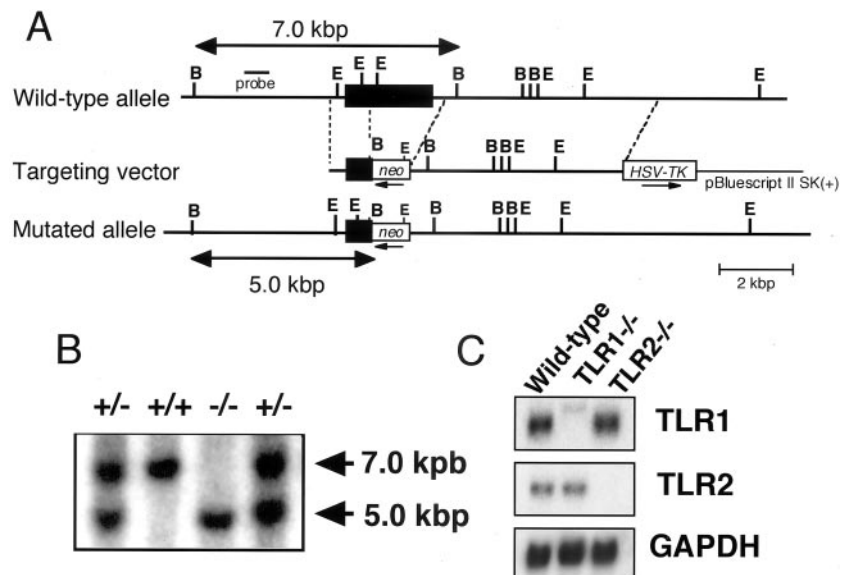 A
7.0 kbp
B E E E B B B E E E
probe
Wild-type allele
B E B B B E E
Targeting vector
neo
HSV-TK
pBluescript II SK(+)
B E E B E B B B E E E
Mutated allele
neo
5.0 kbp
2 kbp
B
+/- +/+ -/- +/-
7.0 kpb
5.0 kbp
C
Wild-type
TLR1-/-
TLR2-/-
TLR1
TLR2
GAPDH